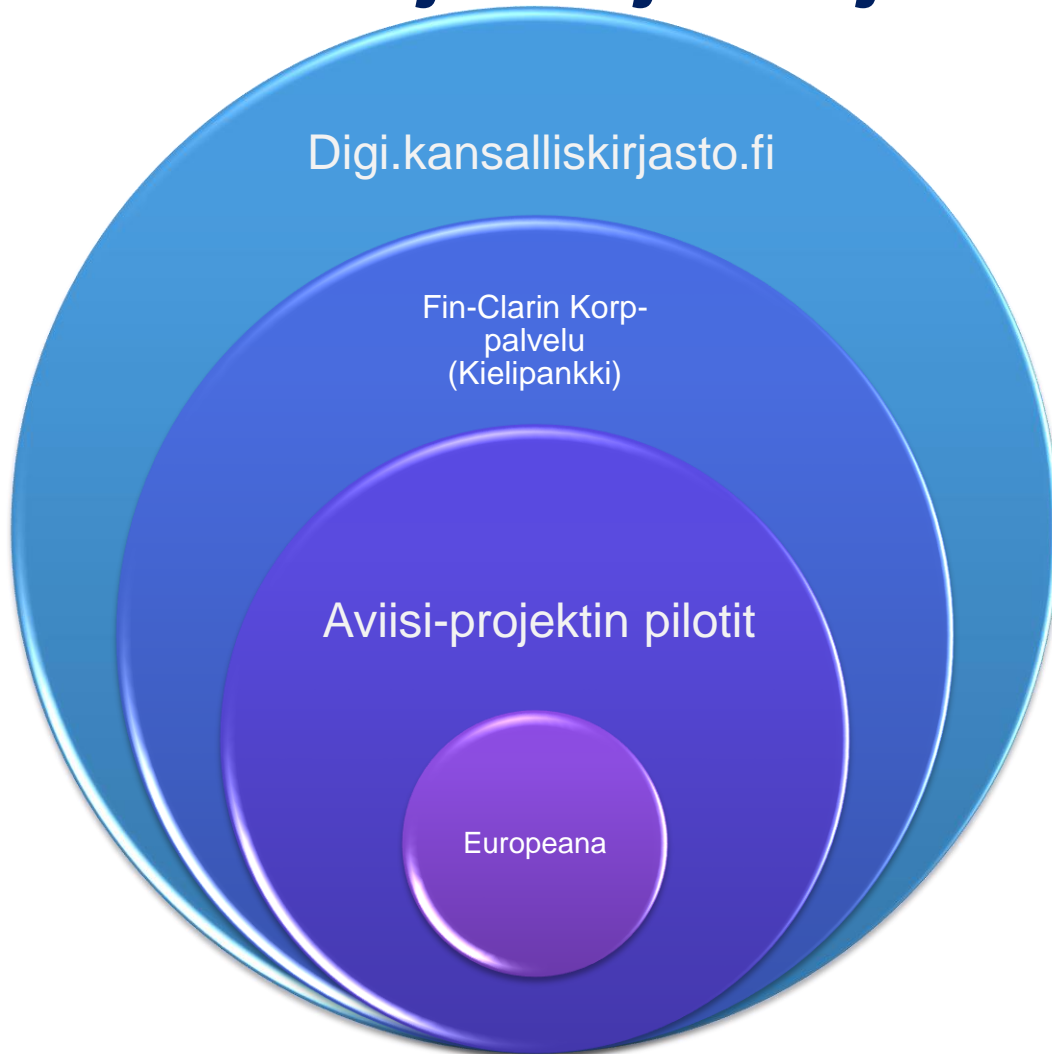 Digi.kansalliskirjasto.fi
Fin-Clarin Korp-
palvelu
(Kielipankki)
Aviisi-projektin pilotit
Europeana